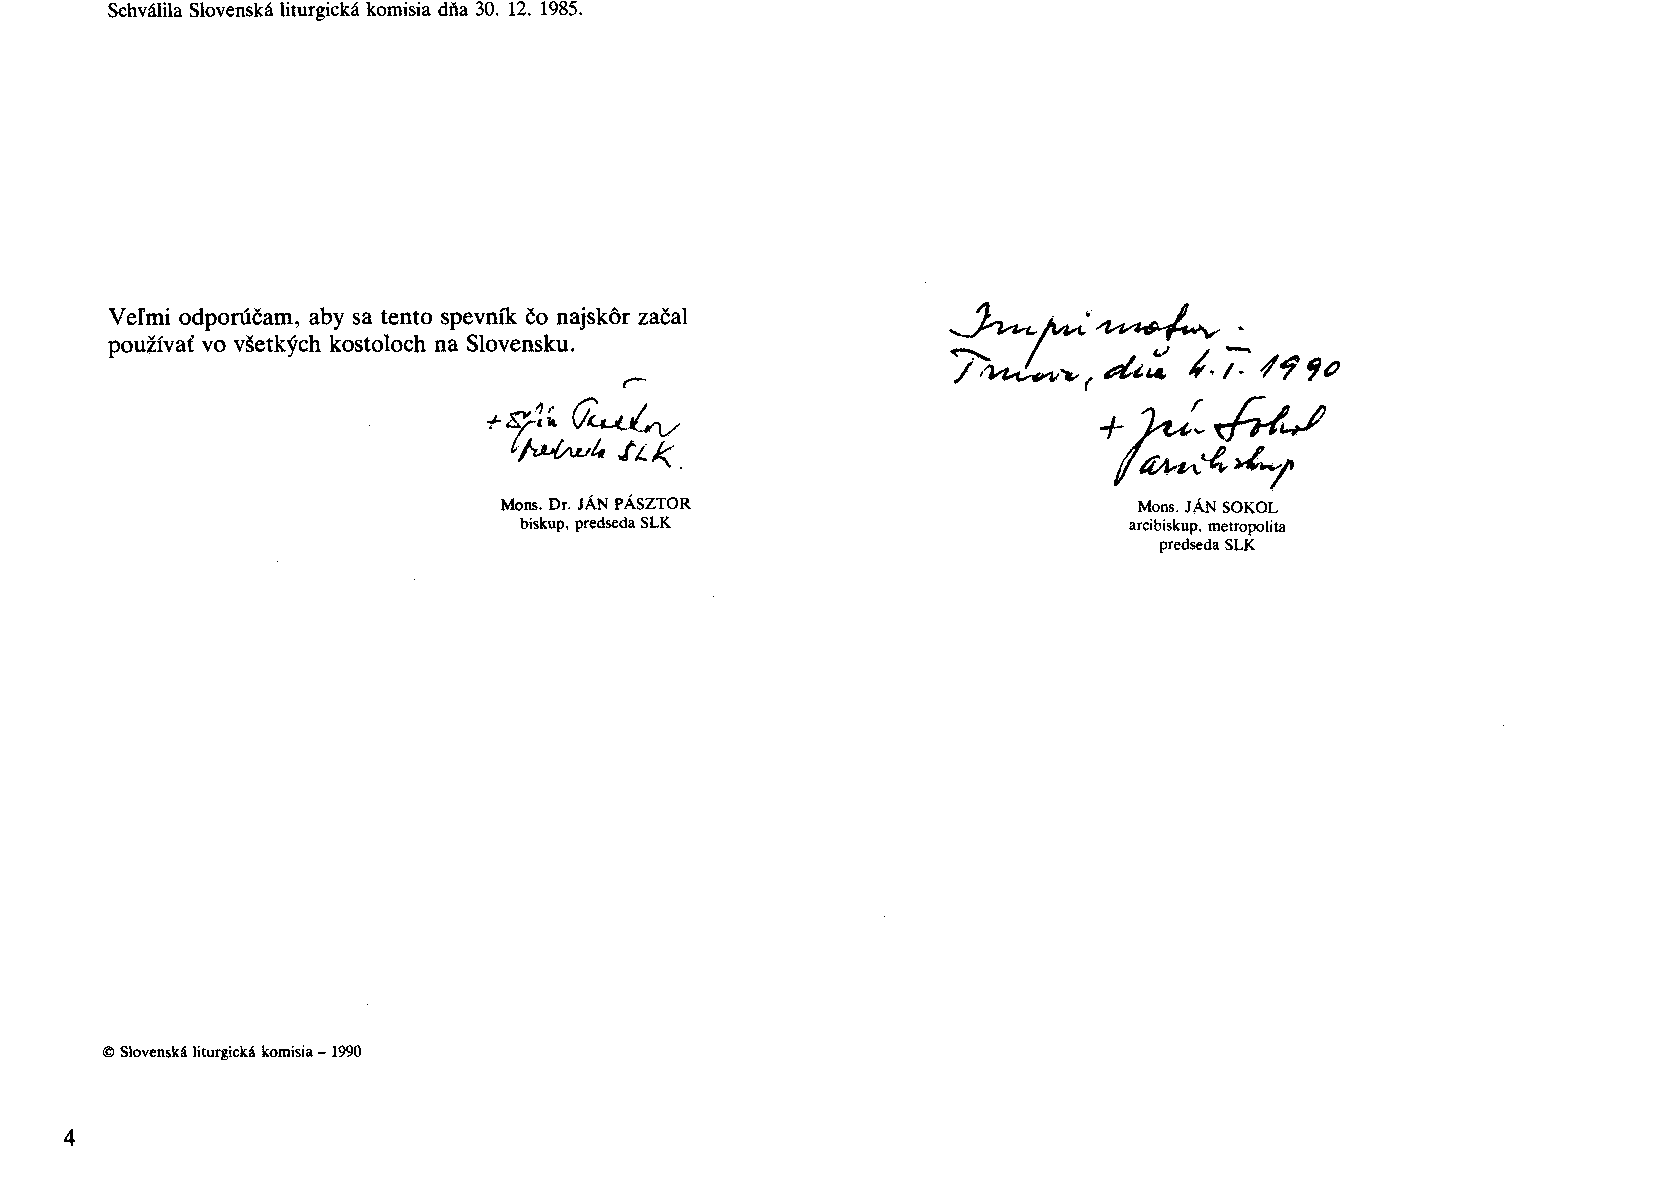 Schválila Slovenská liturgická komisia dňa 30. 12. 1985.
Veľmi odporúčam, aby sa tento spevník čo najskôr začal
používať vo všetkých kostoloch na Slovensku.
+ Ján Pásztor
predseda SLK.
Mons. Dr. JÁN PÁSZTOR
biskup, predseda SLK
Imprimatur.
Trnava, dňa 4. I. 1990
+ Ján Sokol
arcibiskup
Mons. JÁN SOKOL
arcibiskup, metropolita
predseda SLK
© Slovenská liturgická komisia – 1990
4